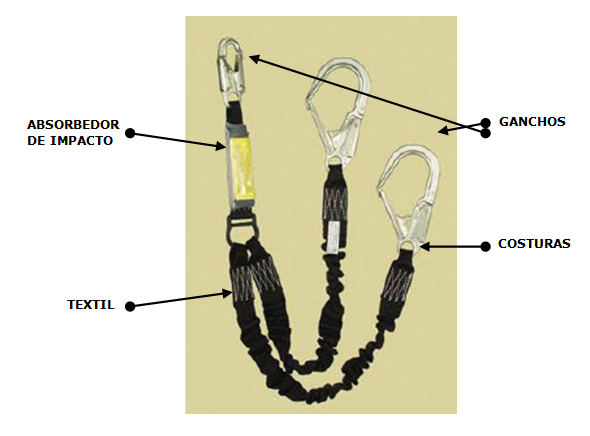 ABSORBEDOR
DE IMPACTO
GANCHOS
COSTURAS
TEXTIL